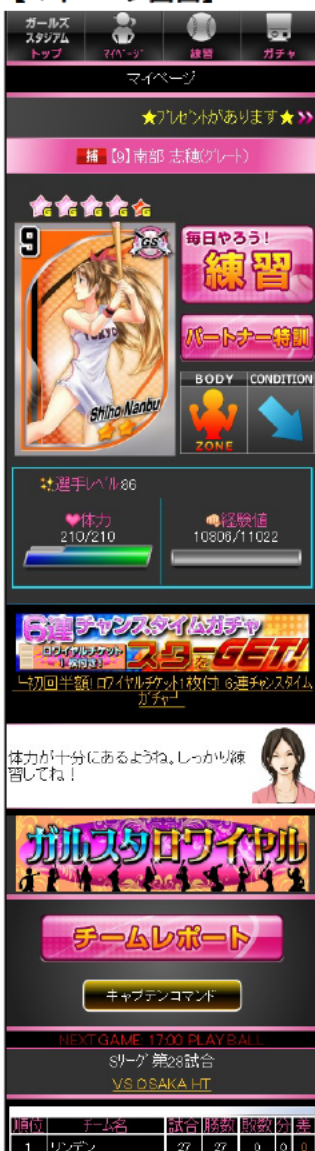 ガールズ
スタジアム
トップ
マイページ
練習
ガチャ
マイページ
★プレゼントがあります★>>
捕【9】南部 志穂(グレート)
9
GS
TOKYO
Shiho Nanbu
毎日やろう!
練習
パートナー特訓
BODY
CONDITION
ZONE
選手レベル86
体力
210/210
経験値
10806/11022
6連チャンスタイムガチャ
ロワイヤルチケット
1枚付き!
スターをGET!
└初回半額!ロワイヤルチケット1枚付!6連チャンスタイム
ガチャ┘
体力が十分にあるようね。しっかり練
習してね!
ガルスタロワイヤル
チームレポート
キャプテンコマンド
NEXT GAME: 17:00 PLAY BALL
Sリーグ 第28試合
VS OSAKA HT
順位 チーム名 試合 勝数 敗数 分 差
1 リンデン 27 27 0 0 0